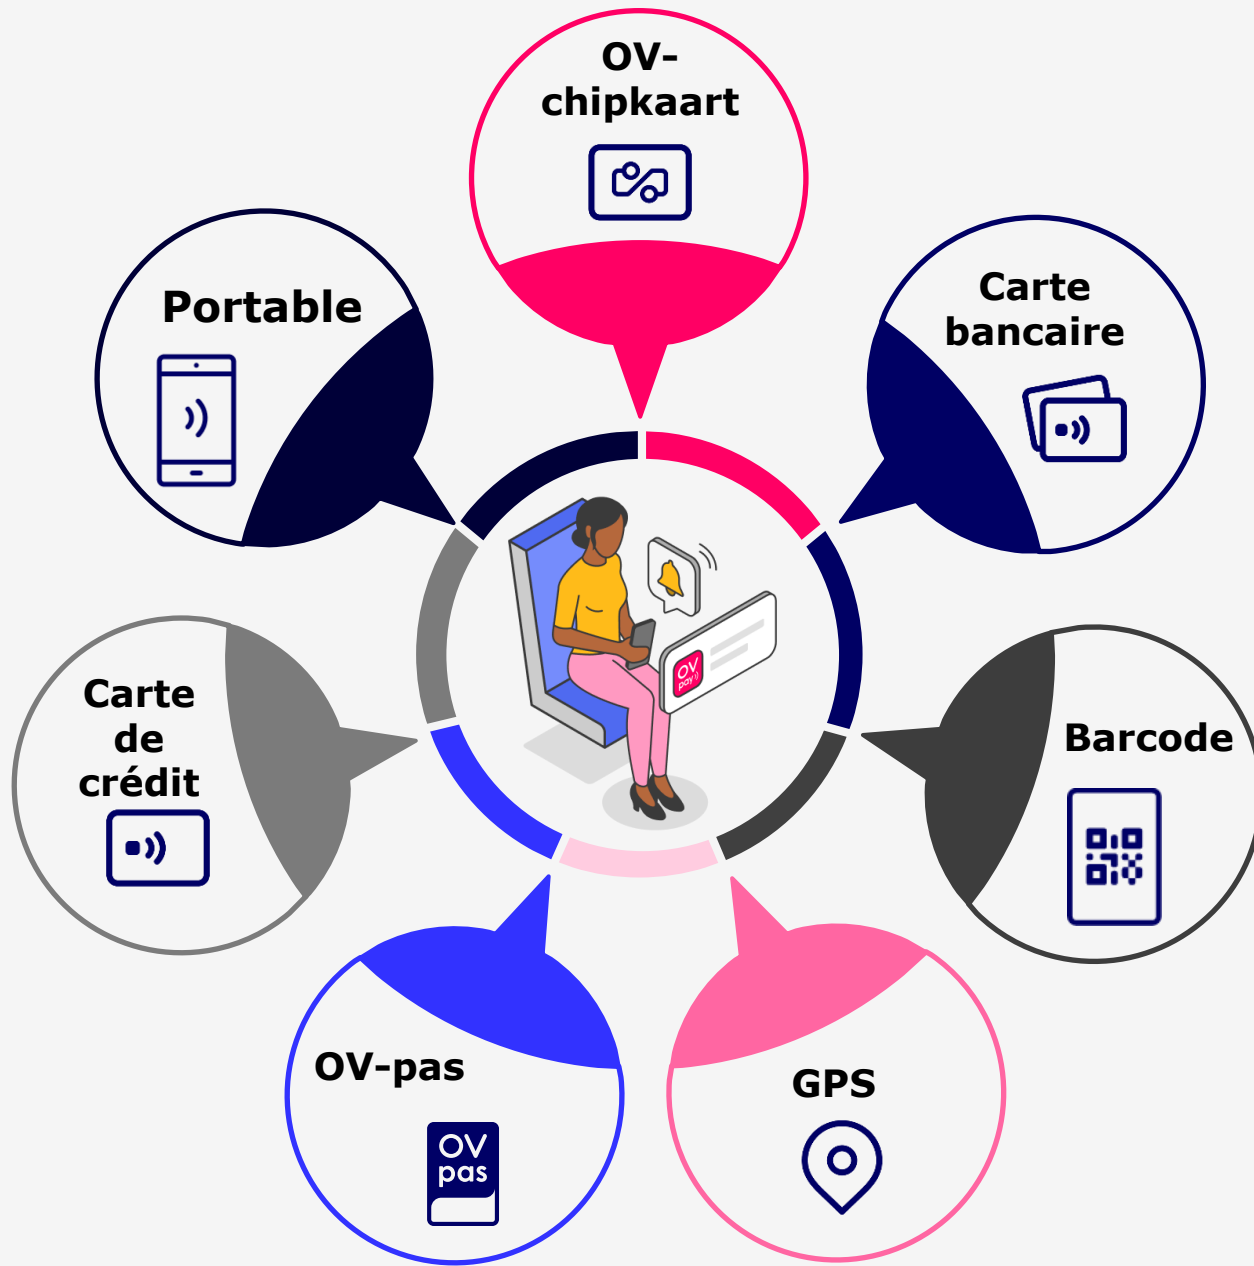 OV-
chipkaart
Portable
Carte
bancaire
OV
pay
Carte
de
crédit
Barcode
OV-pas
OV
pas
GPS